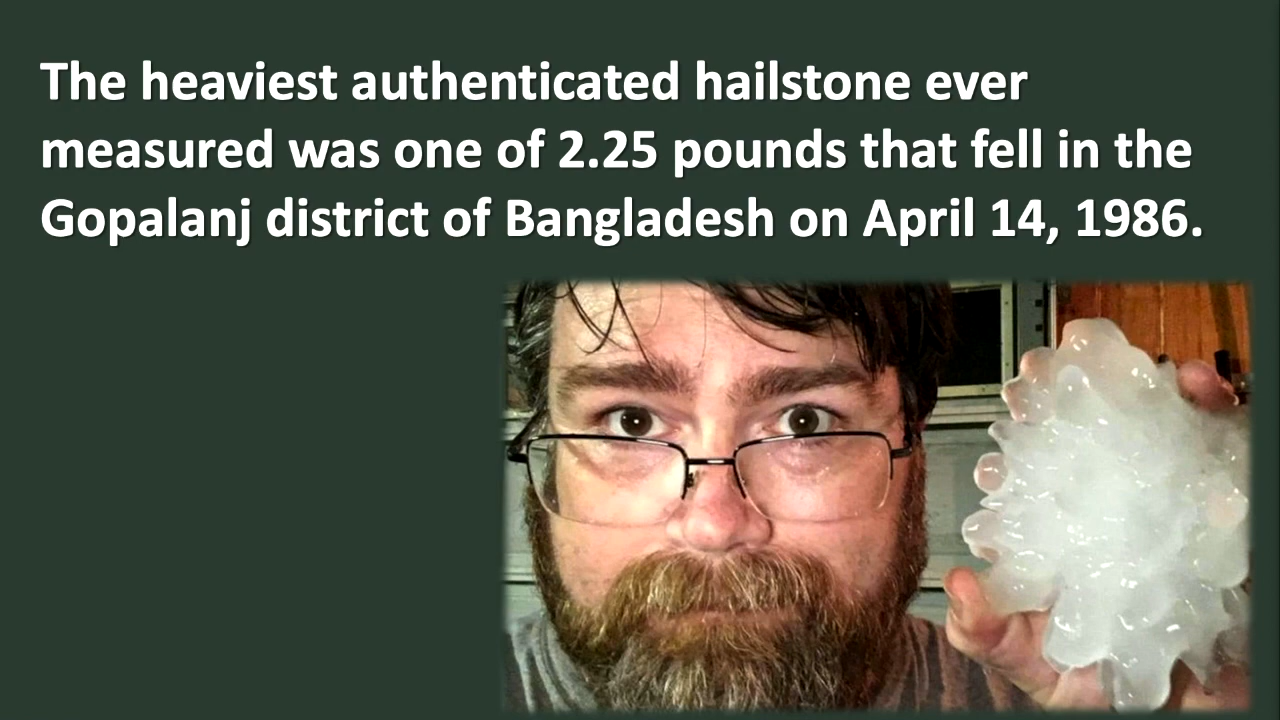 The heaviest authenticated hailstone ever
measured was one of 2.25 pounds that fell in the
Gopalanj district of Bangladesh on April 14, 1986.